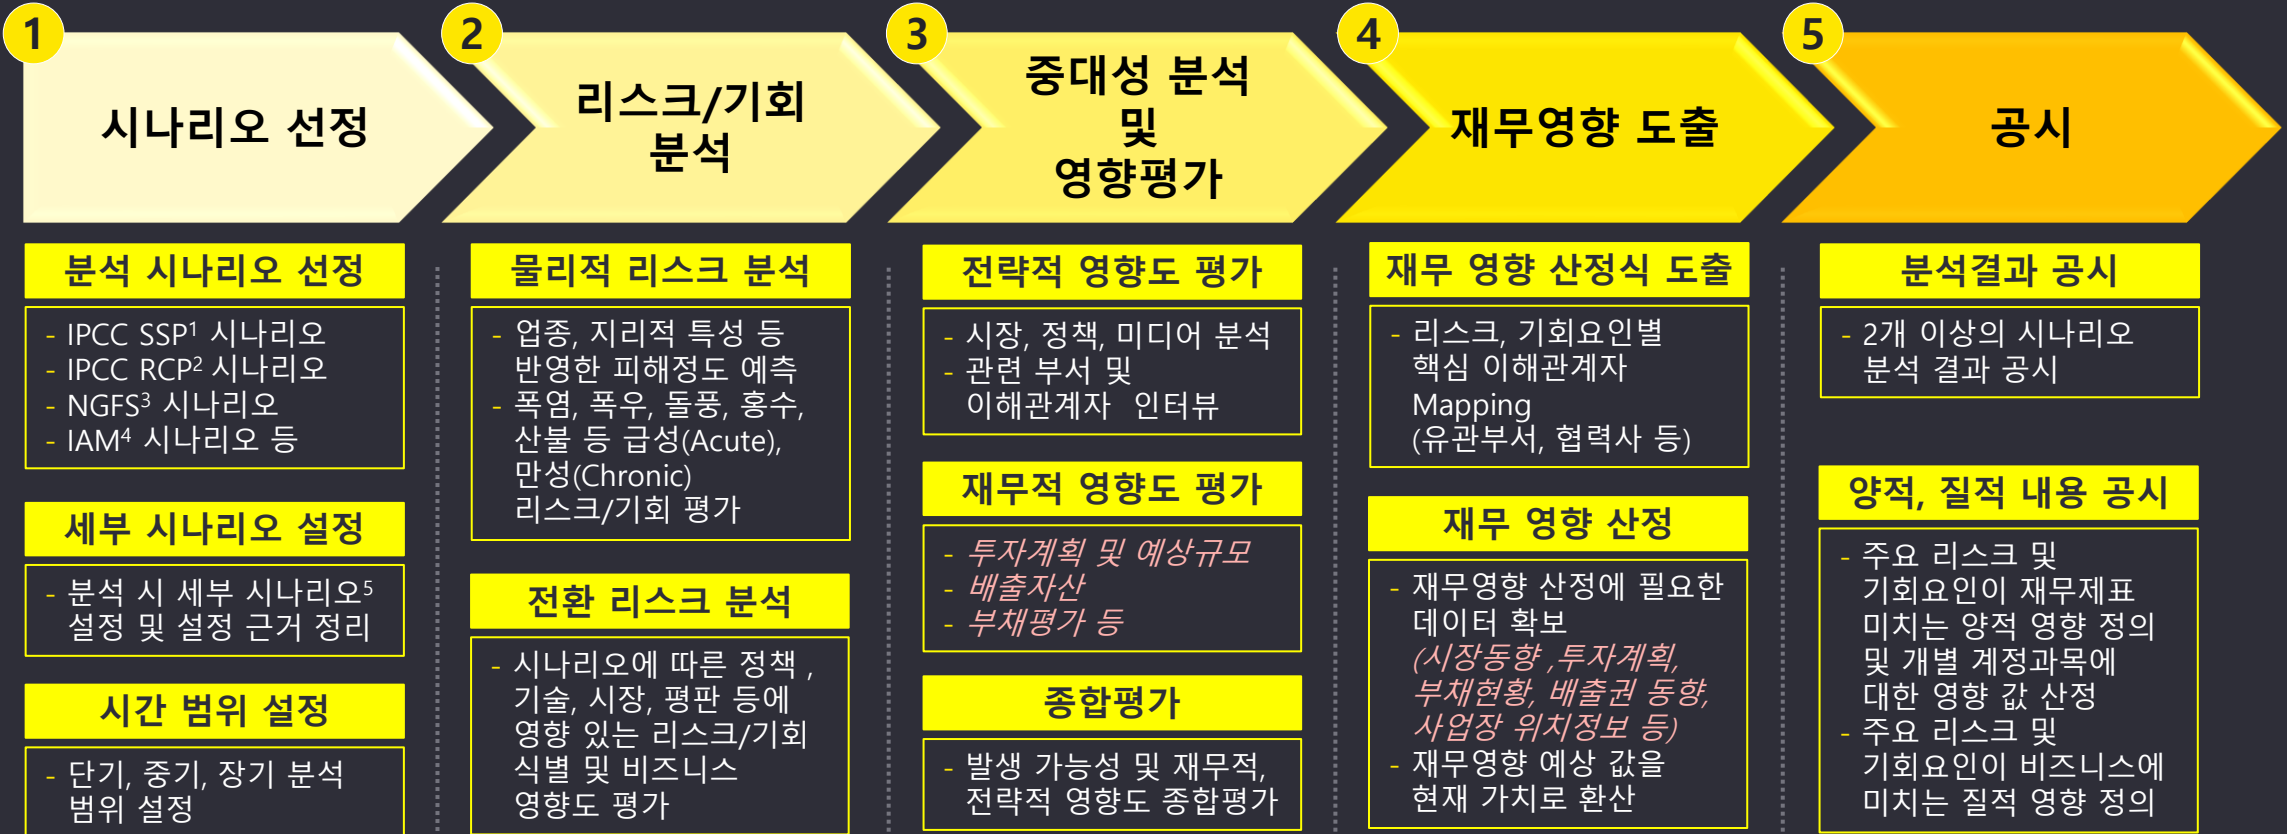 1
시나리오 선정
분석 시나리오 선정
- IPCC SSP¹ 시나리오
- IPCC RCP² 시나리오
- NGFS³ 시나리오
- IAM⁴ 시나리오 등
세부 시나리오 설정
- 분석 시 세부 시나리오⁵
설정 및 설정 근거 정리
시간 범위 설정
- 단기, 중기, 장기 분석
범위 설정
2
리스크/기회
분석
물리적 리스크 분석
- 업종, 지리적 특성 등
반영한 피해정도 예측
- 폭염, 폭우, 돌풍, 홍수,
산불 등 급성(Acute),
만성(Chronic)
리스크/기회 평가
전환 리스크 분석
- 시나리오에 따른 정책 ,
기술, 시장, 평판 등에
영향 있는 리스크/기회
식별 및 비즈니스
영향도 평가
3
중대성 분석
및
영향평가
전략적 영향도 평가
- 시장, 정책, 미디어 분석
- 관련 부서 및
이해관계자 인터뷰
재무적 영향도 평가
- 투자계획 및 예상규모
- 배출자산
- 부채평가 등
종합평가
- 발생 가능성 및 재무적,
전략적 영향도 종합평가
4
재무영향 도출
재무 영향 산정식 도출
- 리스크, 기회요인별
핵심 이해관계자
Mapping
(유관부서, 협력사 등)
재무 영향 산정
- 재무영향 산정에 필요한
데이터 확보
(시장동향 ,투자계획,
부채현황, 배출권 동향,
사업장 위치정보 등)
- 재무영향 예상 값을
현재 가치로 환산
5
공시
분석결과 공시
- 2개 이상의 시나리오
분석 결과 공시
양적, 질적 내용 공시
- 주요 리스크 및
기회요인이 재무제표
미치는 양적 영향 정의
및 개별 계정과목에
대한 영향 값 산정
- 주요 리스크 및
기회요인이 비즈니스에
미치는 질적 영향 정의